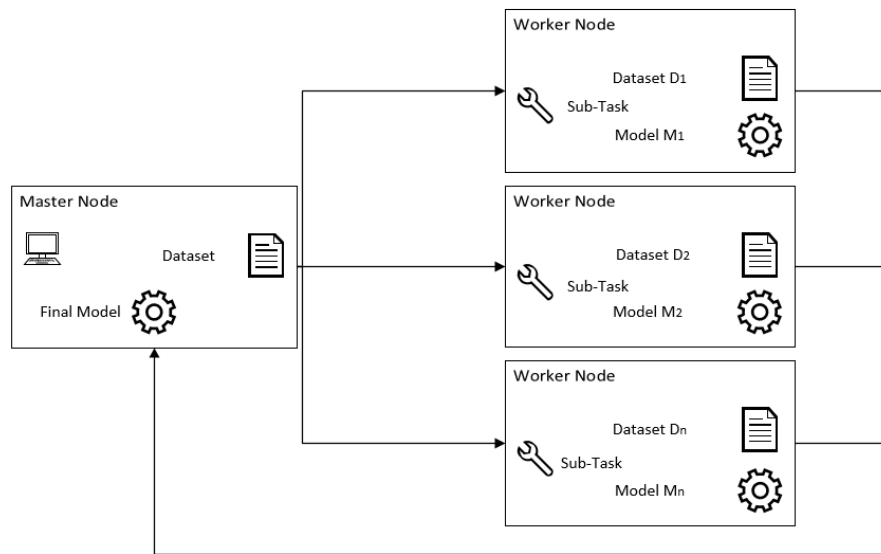 Worker Node
Dataset D1
Sub-Task
Model M1
Master Node
Dataset
Final Model
Worker Node
Dataset D2
Sub-Task
Model M2
Worker Node
Dataset Dn
Sub-Task
Model Mn